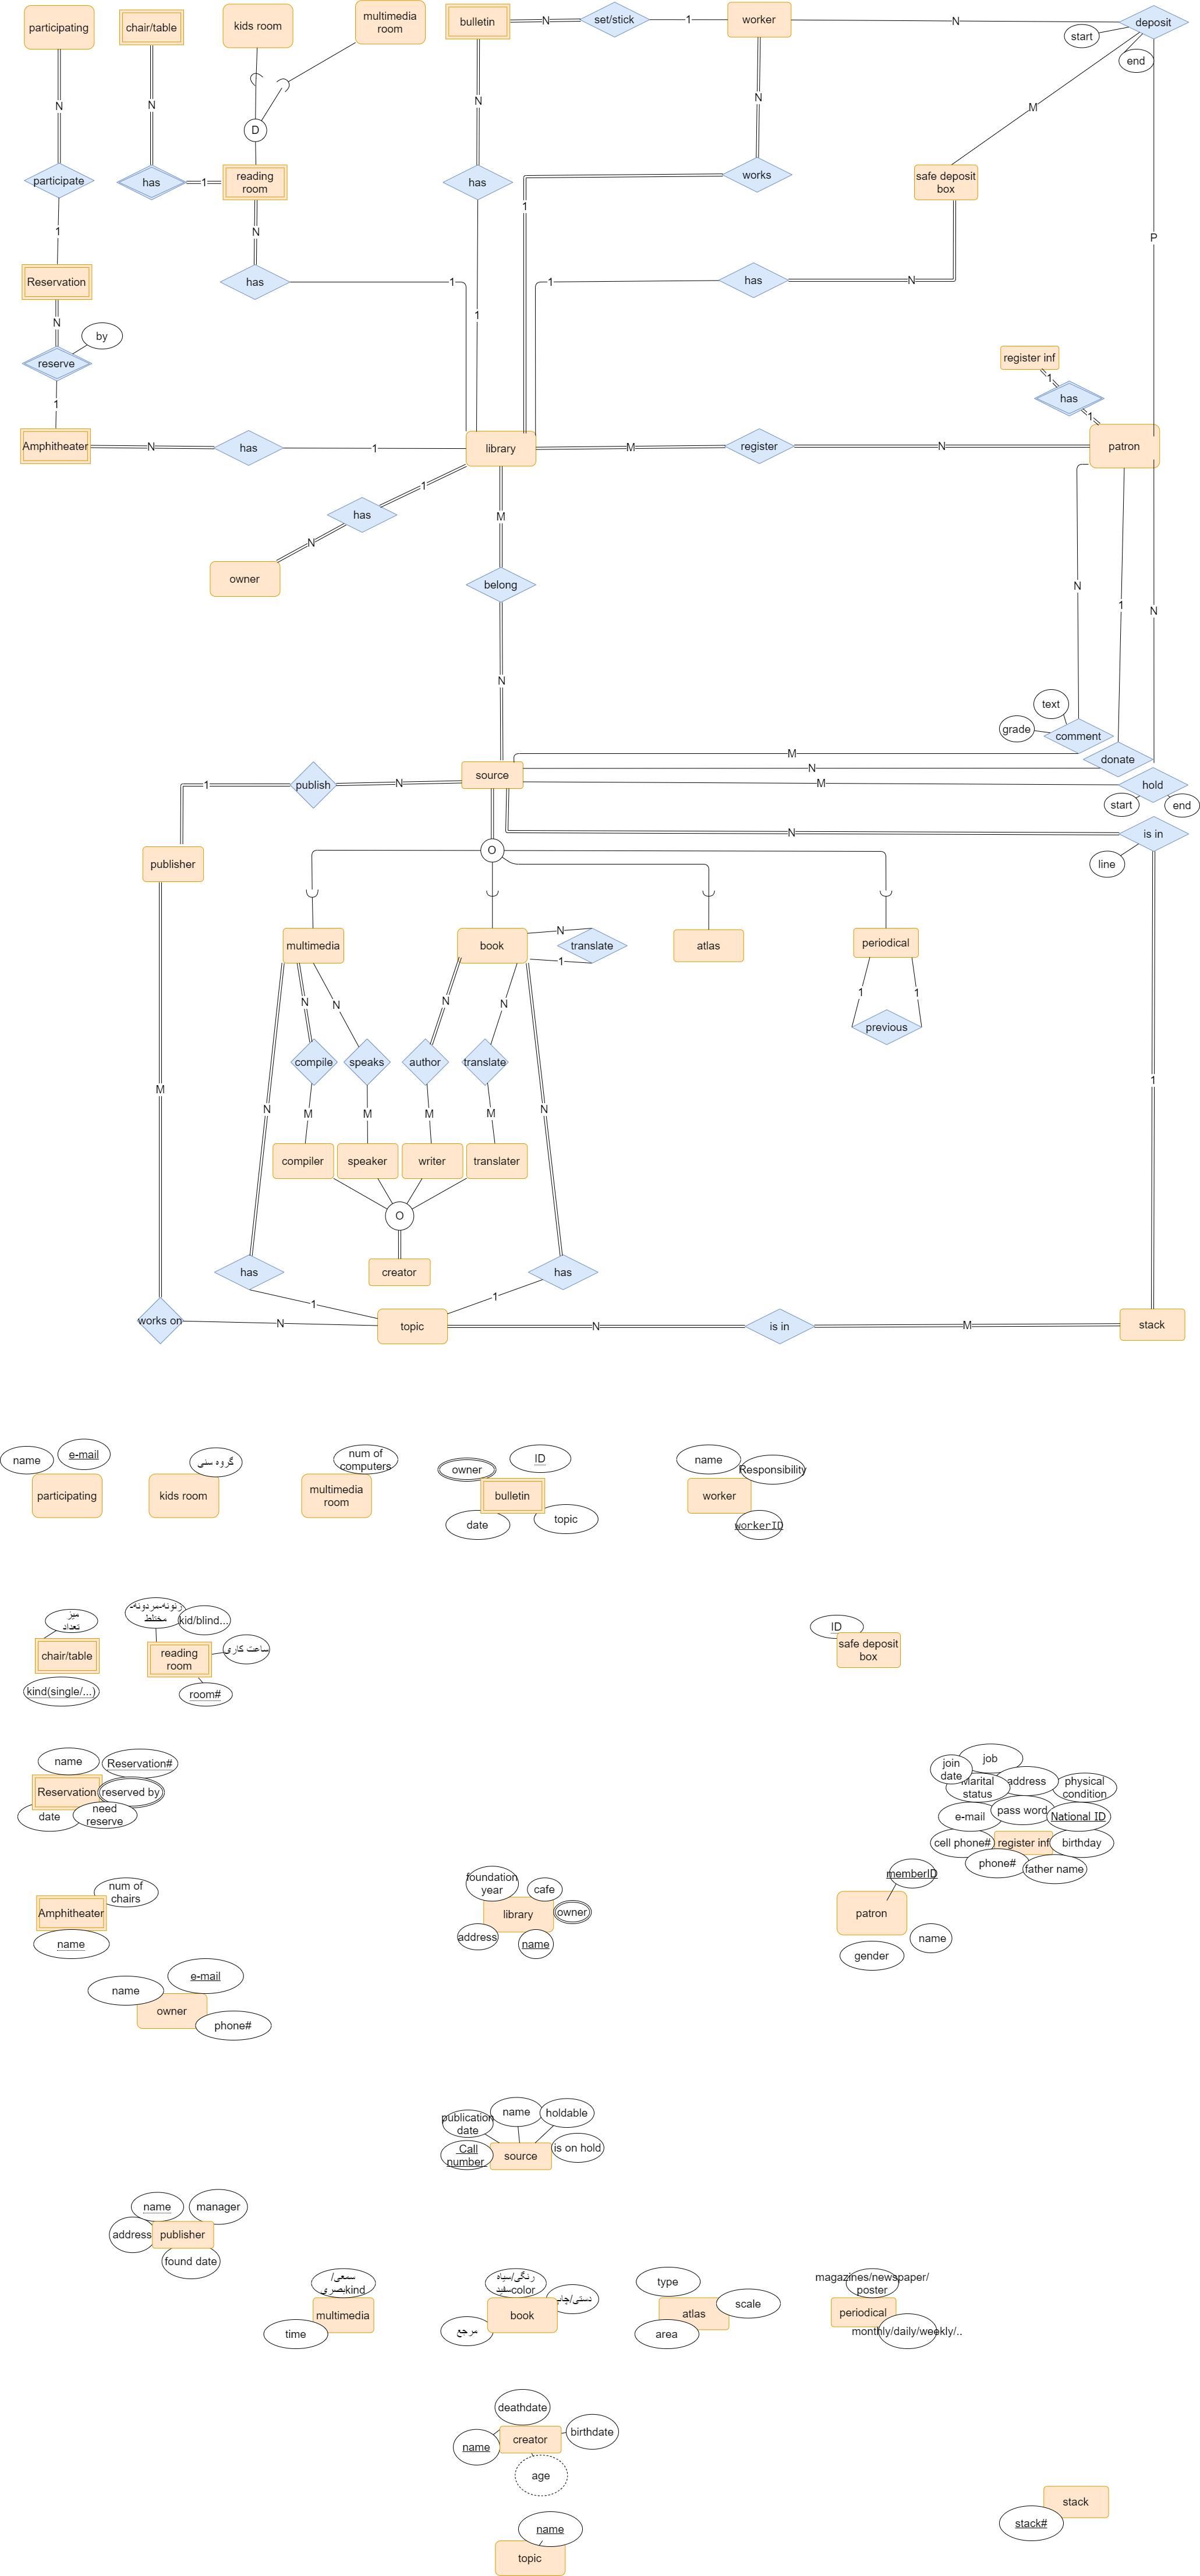 participating
chair/table
kids room
multimedia
room
bulletin
N
set/stick
1
worker
N
deposit
start
end
N
N
D
N
N
M
participate
has
1
reading
room
has
works
safe deposit
box
1
N
1
P
Reservation
has
1
1
has
N
N
1
by
reserve
register inf
1
has
1
1
Amphitheater
N
has
1
library
M
register
N
patron
1
has
M
N
owner
belong
N
1
N
N
text
grade
comment
M
donate
source
N
publish
N
1
M
hold
start
end
N
is in
O
line
publisher
multimedia
book
N
translate
1
atlas
periodical
N
N
N
N
1
1
previous
compile
speaks
author
translate
1
M
N
M
M
M
M
N
compiler
speaker
writer
translater
O
has
creator
has
1
1
works on
N
topic
N
is in
M
stack
name
e-mail
participating
گروه سنی
kids room
num of
computers
multimedia
room
owner
ID
bulletin
date
topic
name
Responsibility
worker
workerID
میز
تعداد
chair/table
kind(single/...)
زنونه-مردونه-
مختلط
kid/blind...
reading
room
ساعت کاری
room#
ID
safe deposit
box
name
Reservation#
Reservation
reserved by
date
need
reserve
join
date
job
Marital
status
address
physical
condition
e-mail
pass word
National ID
cell phone#
register inf
birthday
phone#
father name
num of
chairs
Amphitheater
name
foundation
year
cafe
library
owner
address
name
memberID
patron
gender
name
name
e-mail
owner
phone#
publication
date
name
holdable
Call
number
source
is on hold
name
manager
address
publisher
found date
سمعی/
بصریkind
multimedia
time
رنگی/سیاه
سفیدcolor
دستی/چاپ
book
مرجع
type
atlas
scale
area
magazines/newspaper/
poster
periodical
monthly/daily/weekly/..
deathdate
name
creator
birthdate
age
name
topic
stack
stack#